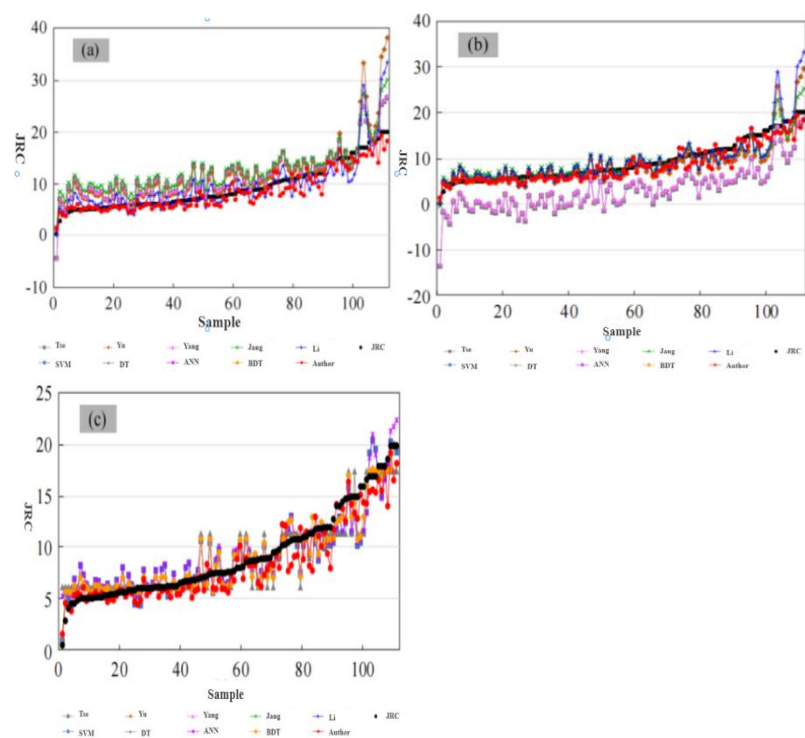 (a)
40
30
20
10
0
-10
JRC
0 20 40 60 80 100
Sample
Tse Yu Yang Jang Li JRC
SVM DT ANN BDT Author
(b)
40
30
20
10
0
-10
-20
JRC
0 20 40 60 80 100
Sample
Tse Yu Yang Jang Li JRC
SVM DT ANN BDT Author
(c)
25
20
15
10
5
0
JRC
0 20 40 60 80 100
Sample
Tse Yu Yang Jang Li JRC
SVM DT ANN BDT Author